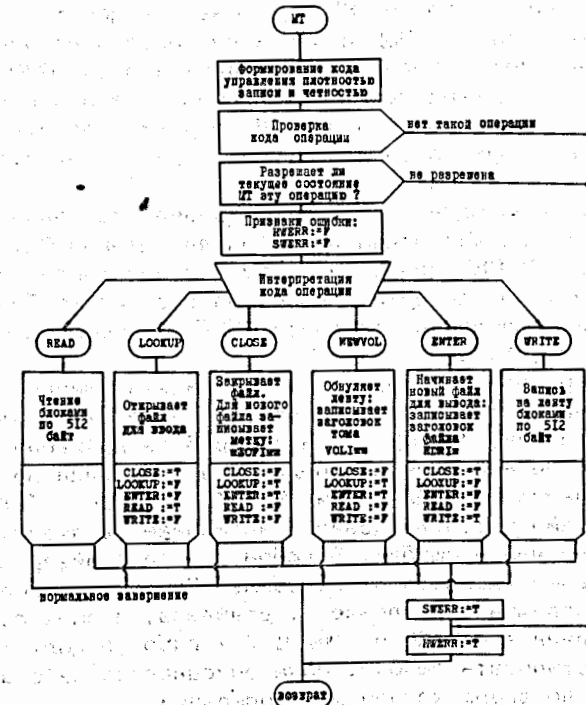 МТ
Формирование кода
управления плотностью
записи и четностью
Проверка
кода операции
нет такой операции
Разрешает ли
текущее состояние
МТ эту операцию ?
не разрешена
Признаки ошибки:
HWERR:=F
SWERR:=F
Интерпретация
кода операции
READ
LOOKUP
CLOSE
NEWVOL
ENTER
WRITE
Чтение
блоками
по 512
байт
Открывает
файл
для ввода
Закрывает
файл.
Для нового
файла за-
писывает
метку:
Обнуляет
ленту:
записывает
заголовок
тома
Начинает
новый файл
для вывода:
записывает
заголовок
файла
Запись
на ленту
блоками
по 512
байт
CLOSE:=T
LOOKUP:=F
ENTER:=F
READ :=T
WRITE:=F
CLOSE:=F
LOOKUP:=T
ENTER:=T
READ :=F
WRITE:=F
CLOSE:=F
LOOKUP:=T
ENTER:=T
READ :=F
WRITE:=F
CLOSE:=T
LOOKUP:=F
ENTER:=F
READ :=F
WRITE:=T
нормальное завершение
SWERR:=T
HWERR:=T
возврат